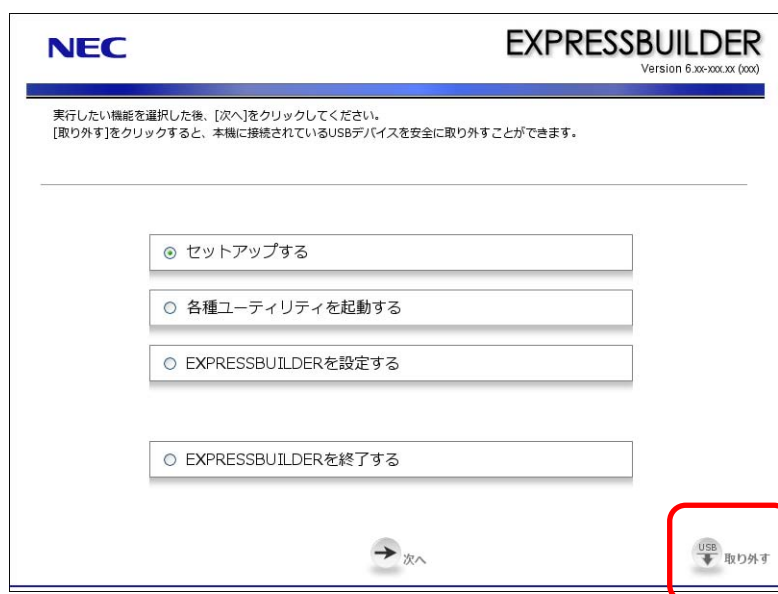 NEC
EXPRESSBUILDER
Version 6.xx-xxx.xx (xxx)
実行したい機能を選択した後、[次へ]をクリックしてください。
[取り外す]をクリックすると、本機に接続されているUSBデバイスを安全に取り外すことができます。
セットアップする
各種ユーティリティを起動する
EXPRESSBUILDERを設定する
EXPRESSBUILDERを終了する
次へ
USB
取り外す